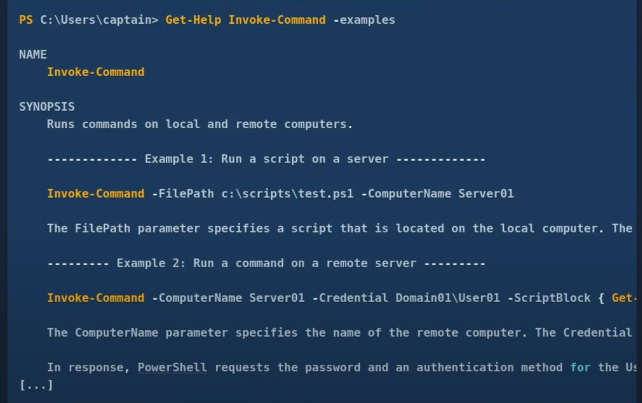 PS C:\Users\captain> Get-Help Invoke-Command -examples
NAME
Invoke-Command
SYNOPSIS
Runs commands on local and remote computers.
------------- Example 1: Run a script on a server -------------
Invoke-Command -FilePath c:\scripts\test.ps1 -ComputerName Server01
The FilePath parameter specifies a script that is located on the local computer. The
--------- Example 2: Run a command on a remote server ---------
Invoke-Command -ComputerName Server01 -Credential Domain01\User01 -ScriptBlock { Get-
The ComputerName parameter specifies the name of the remote computer. The Credential
In response, PowerShell requests the password and an authentication method for the Us
[...]